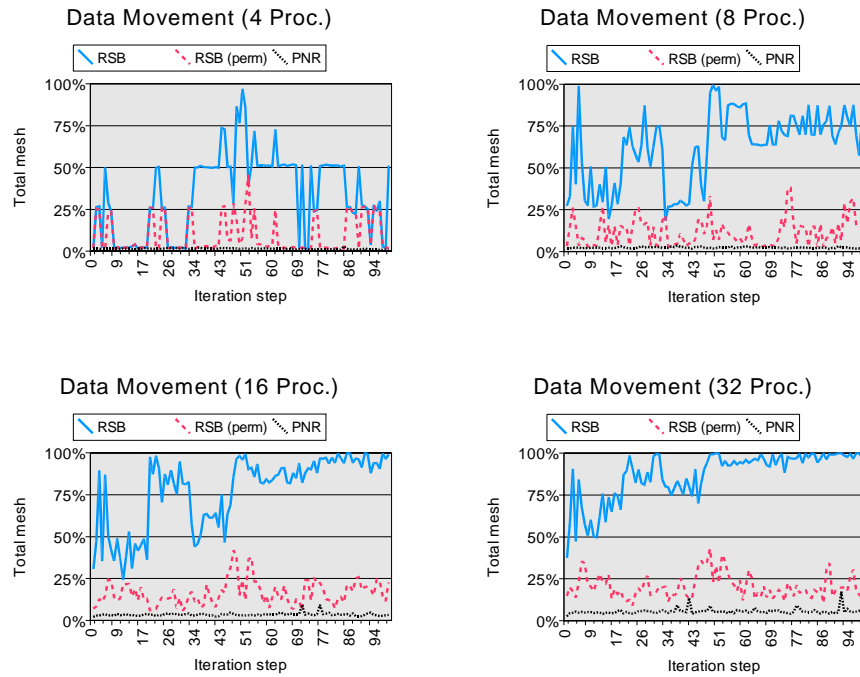 Data Movement (4 Proc.)
RSB RSB (perm) PNR
100%
75%
50%
25%
0%
Total mesh
0 9 17 26 34 43 51 60 69 77 86 94
Iteration step
Data Movement (8 Proc.)
RSB RSB (perm) PNR
100%
75%
50%
25%
0%
Total mesh
0 9 17 26 34 43 51 60 69 77 86 94
Iteration step
Data Movement (16 Proc.)
RSB RSB (perm) PNR
100%
75%
50%
25%
0%
Total mesh
0 9 17 26 34 43 51 60 69 77 86 94
Iteration step
Data Movement (32 Proc.)
RSB RSB (perm) PNR
100%
75%
50%
25%
0%
Total mesh
0 9 17 26 34 43 51 60 69 77 86 94
Iteration step